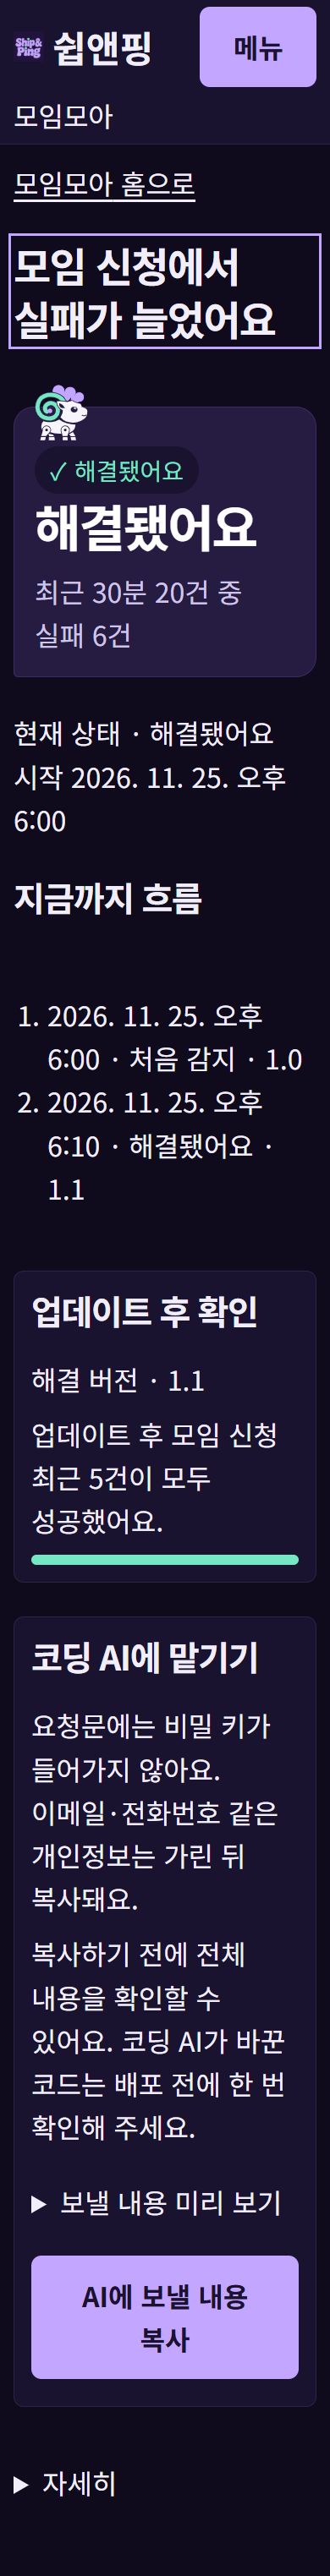 Ship&
Ping
쉽앤핑
메뉴
모임모아
모임모아 홈으로
모임 신청에서
실패가 늘었어요
✓ 해결됐어요
해결됐어요
최근 30분 20건 중
실패 6건
현재 상태 · 해결됐어요
시작 2026. 11. 25. 오후
6:00
지금까지 흐름
1. 2026. 11. 25. 오후
6:00 · 처음 감지 · 1.0
2. 2026. 11. 25. 오후
6:10 · 해결됐어요 ·
1.1
업데이트 후 확인
해결 버전 · 1.1
업데이트 후 모임 신청
최근 5건이 모두
성공했어요.
코딩 AI에 맡기기
요청문에는 비밀 키가
들어가지 않아요.
이메일·전화번호 같은
개인정보는 가린 뒤
복사돼요.
복사하기 전에 전체
내용을 확인할 수
있어요. 코딩 AI가 바꾼
코드는 배포 전에 한 번
확인해 주세요.
▶ 보낼 내용 미리 보기
AI에 보낼 내용
복사
▶ 자세히